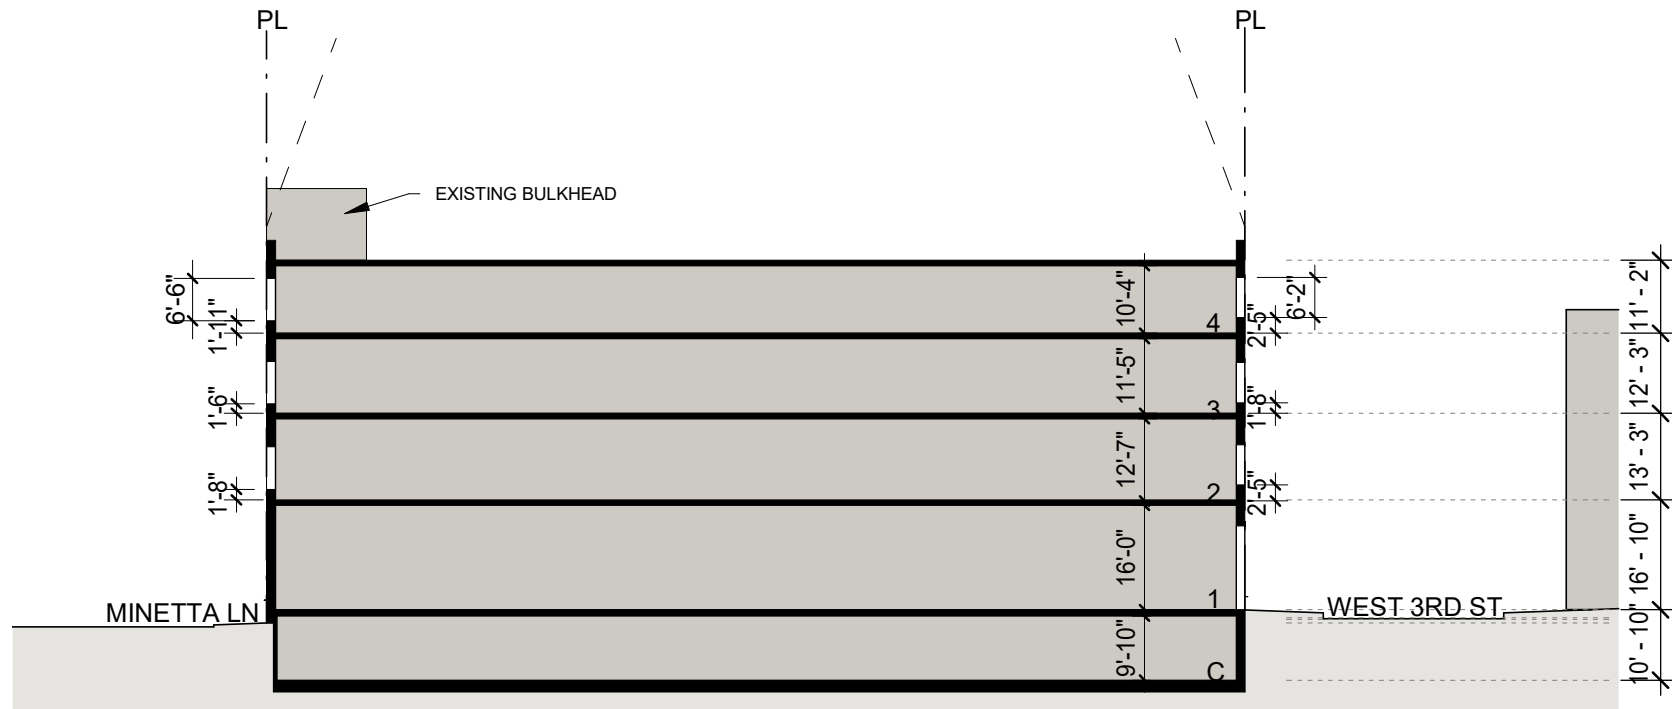 PL
PL
EXISTING BULKHEAD
6'-6"
1'-11"
10'-4"
4
2'-5"
6'-2"
11' - 2"
1'-6"
11'-5"
3
1'-8"
12' - 3"
1'-8"
12'-7"
2
2'-5"
13' - 3"
16'-0"
1
16' - 10"
MINETTA LN
WEST 3RD ST
9'-10"
C
10' - 10"